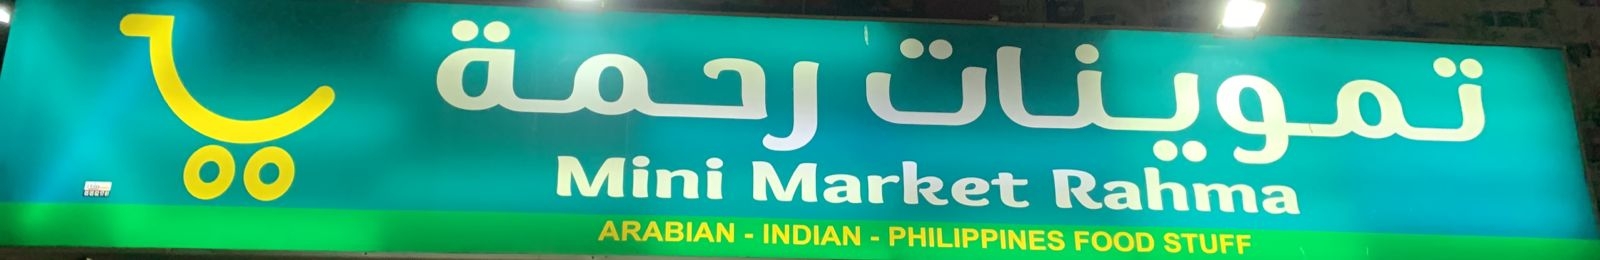 تموينات رحمة
Mini Market Rahma
ARABIAN - INDIAN - PHILIPPINES FOOD STUFF